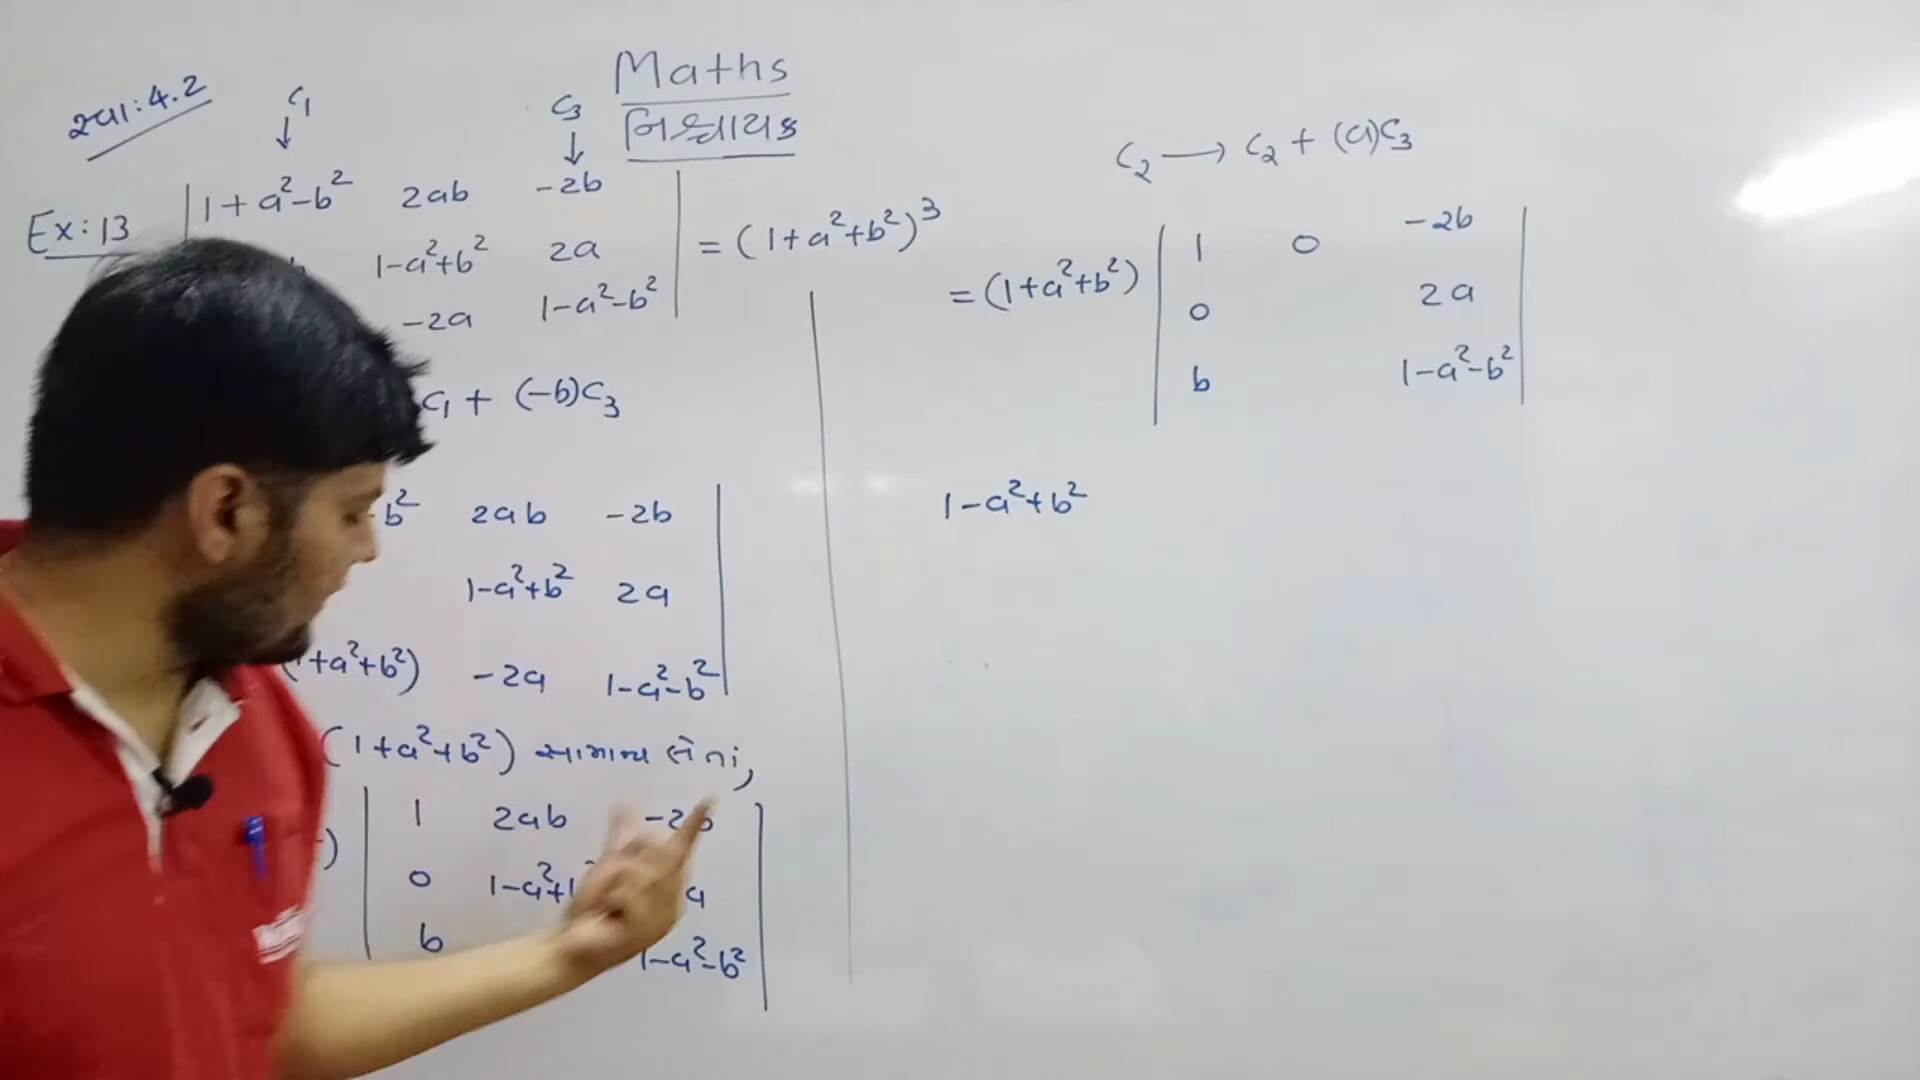 Maths
નિશ્ચાયક
સ્વા:4.2
C₁
C₃
↓
↓
Ex:13
| 1+a²-b² 2ab -2b |
1-a²+b² 2a | = (1+a²+b²)³
-2a 1-a²-b² |
C₁ + (-b)C₃
b² 2ab -2b |
1-a²+b² 2a |
+a²+b²) -2a 1-a²-b² |
(1+a²+b²) સામાન્ય લેતાં,
) | 1 2ab -2b |
| 0 1-a²+ a |
| b 1-a²-b² |
C₂ → C₂ + (a)C₃
=(1+a²+b²) | 1 0 -2b |
| 0 2a |
| b 1-a²-b² |
1-a²+b²